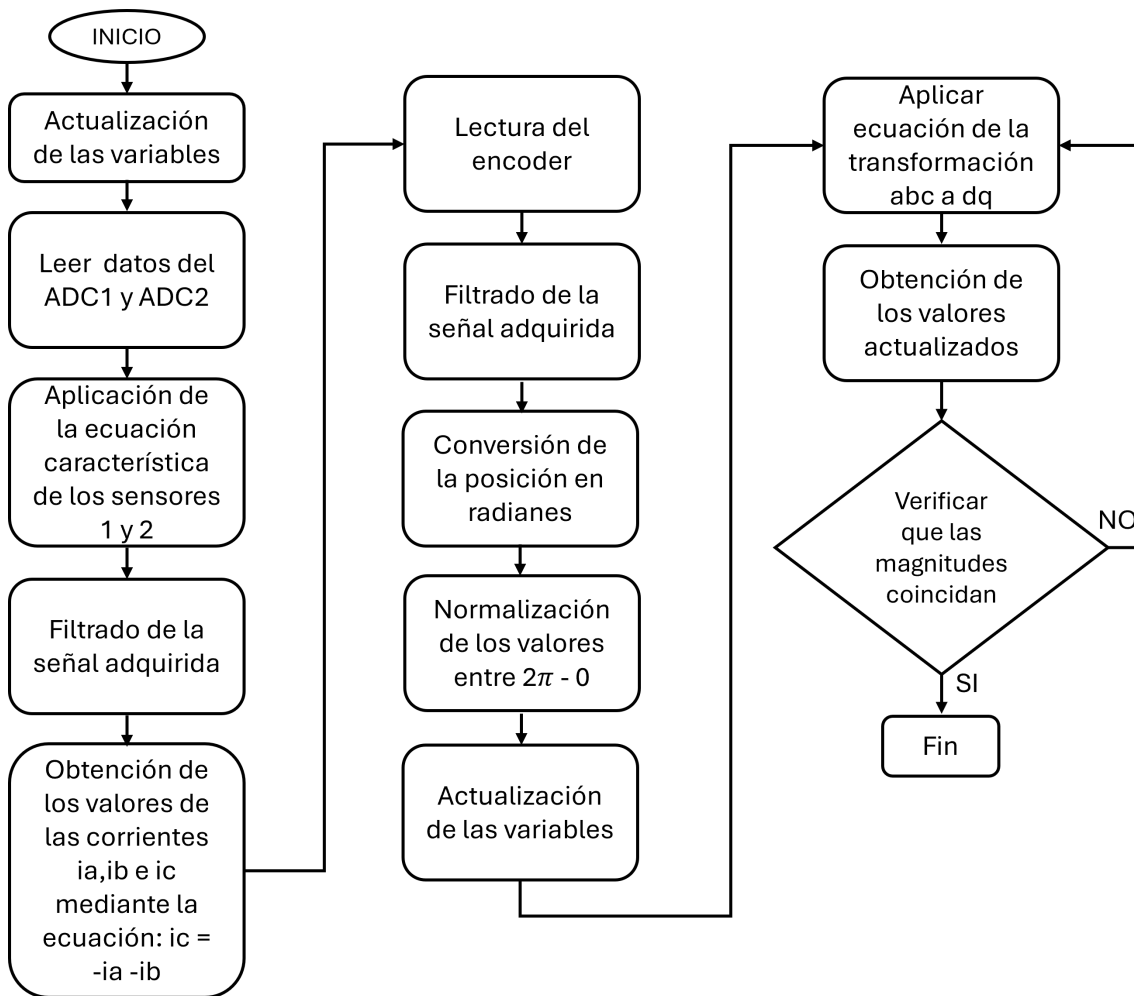 INICIO
Actualización
de las variables
Leer  datos del
ADC1 y ADC2
Aplicación de
la ecuación
característica
de los sensores
1 y 2
Filtrado de la
señal adquirida
Obtención de
los valores de
las corrientes
ia,ib e ic
mediante la
ecuación: ic =
-ia -ib
Lectura del
encoder
Filtrado de la
señal adquirida
Conversión de
la posición en
radianes
Normalización
de los valores
entre 2𝜋 - 0
Actualización
de las variables
Aplicar
ecuación de la
transformación
abc a dq
Obtención de
los valores
actualizados
Verificar
que las
magnitudes
coincidan
NO
SI
Fin